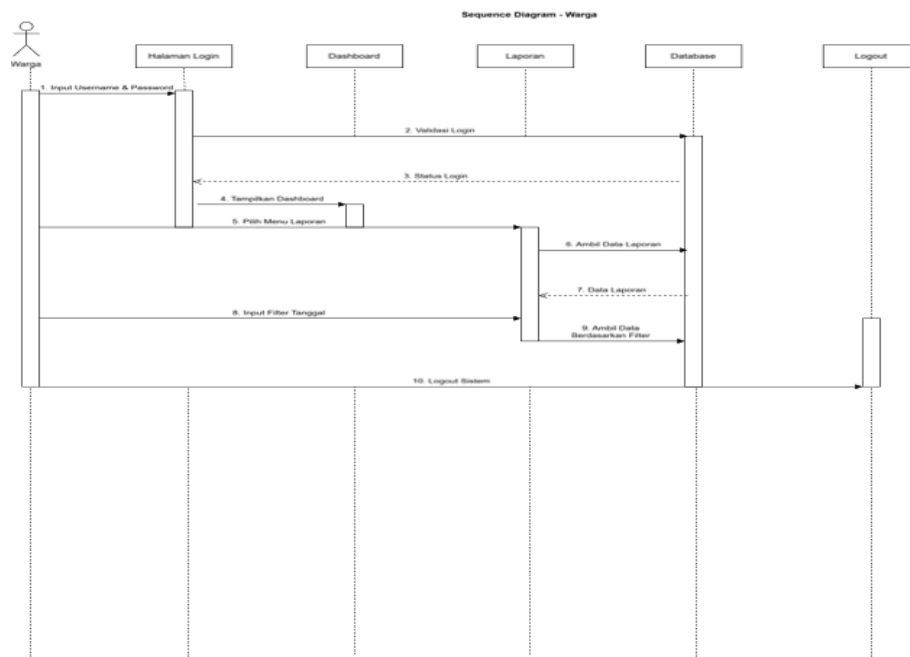 Sequence Diagram - Warga
Warga
Halaman Login
Dashboard
Laporan
Database
Logout
1. Input Username & Password
2. Validasi Login
3. Status Login
4. Tampilkan Dashboard
5. Pilih Menu Laporan
6. Ambil Data Laporan
7. Data Laporan
8. Input Filter Tanggal
9. Ambil Data
Berdasarkan Filter
10. Logout Sistem